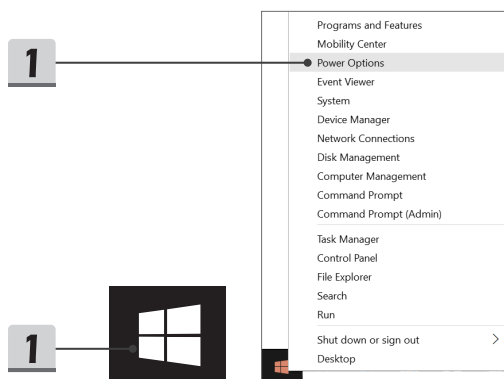 1
Programs and Features
Mobility Center
Power Options
Event Viewer
System
Device Manager
Network Connections
Disk Management
Computer Management
Command Prompt
Command Prompt (Admin)
Task Manager
Control Panel
File Explorer
Search
Run
Shut down or sign out
Desktop
1